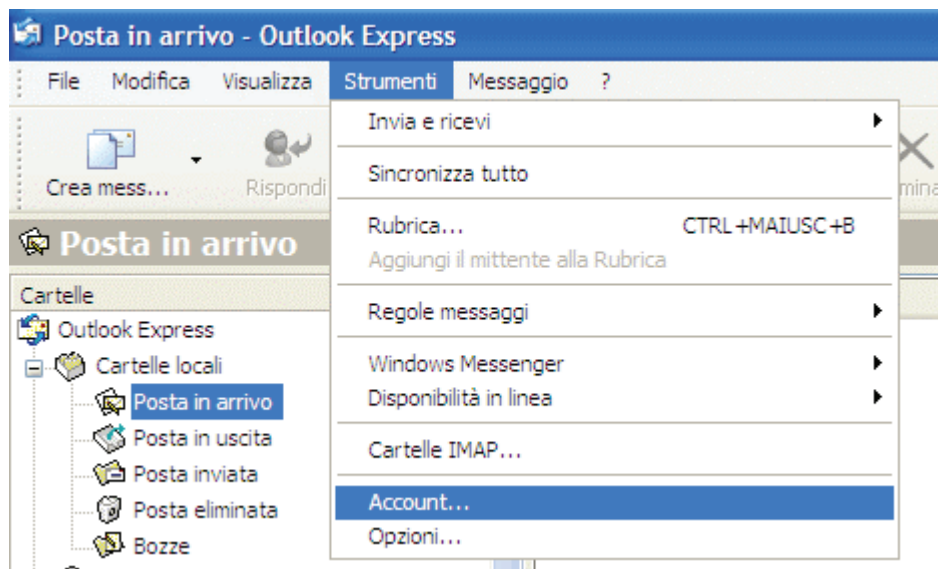 Posta in arrivo - Outlook Express
File Modifica Visualizza Strumenti Messaggio ?
Invia e ricevi
Sincronizza tutto
Rubrica... CTRL+MAIUSC+B
Aggiungi il mittente alla Rubrica
Regole messaggi
Windows Messenger
Disponibilità in linea
Cartelle IMAP...
Account...
Opzioni...
Crea mess... Rispondi
Posta in arrivo
Cartelle
Outlook Express
Cartelle locali
Posta in arrivo
Posta in uscita
Posta inviata
Posta eliminata
Bozze